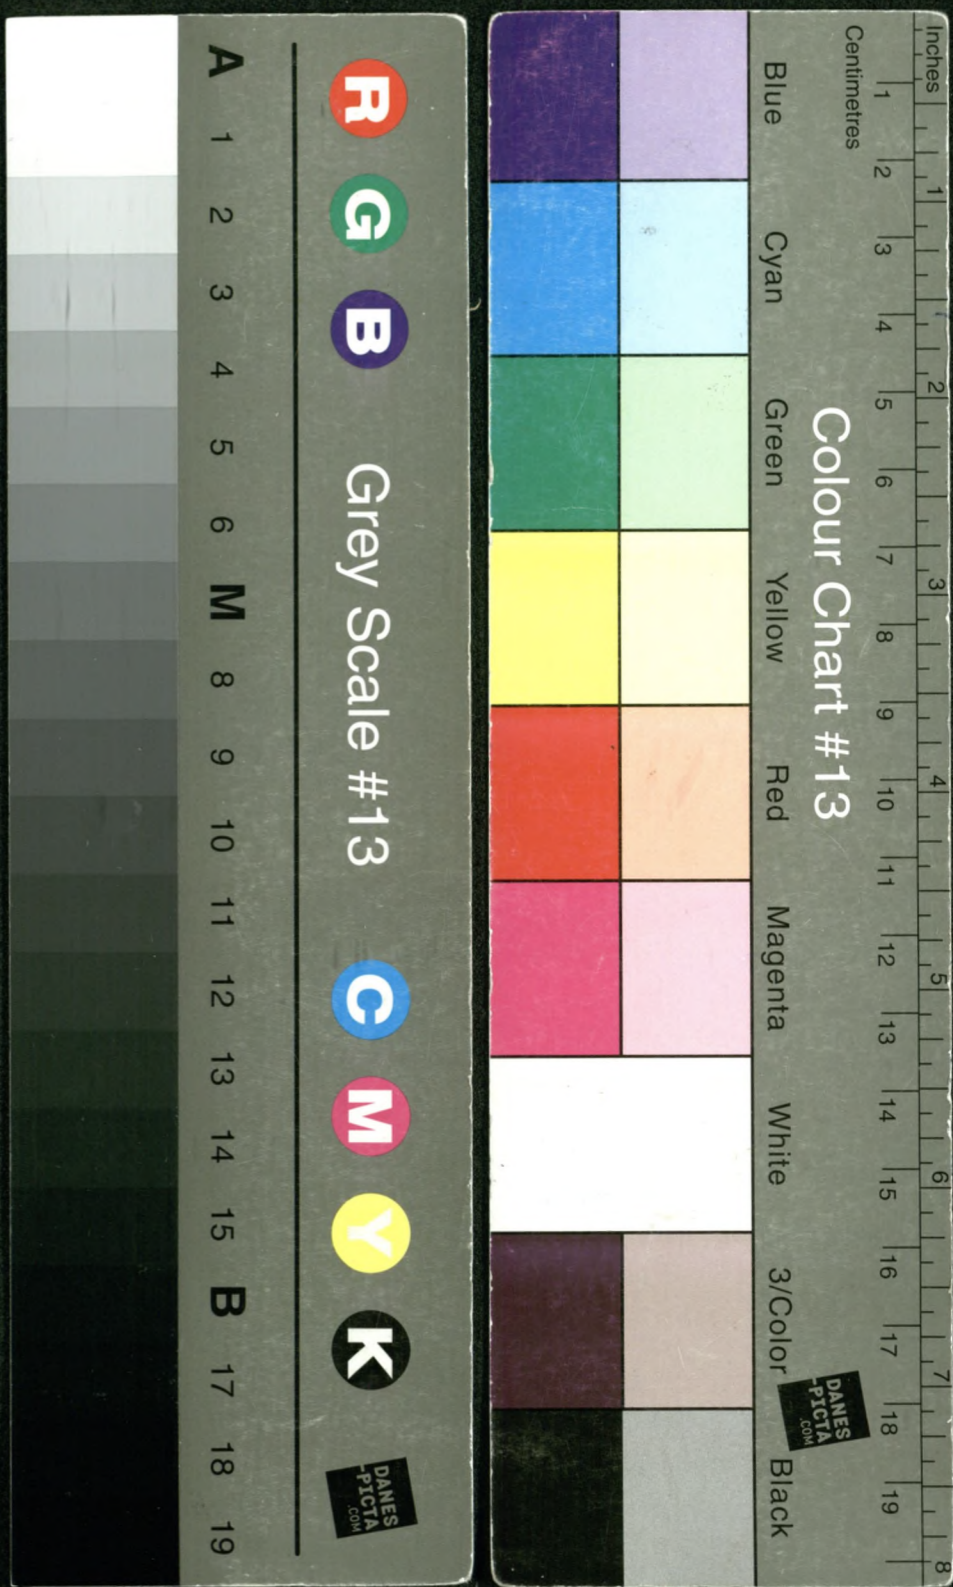 Inches
1 2 3 4 5 6 7 8
Centimetres
1 2 3 4 5 6 7 8 9 10 11 12 13 14 15 16 17 18 19
Colour Chart #13
Blue Cyan Green Yellow Red Magenta White 3/Color Black
DANES
-PICTA
.COM
R G B Grey Scale #13 C M Y K
DANES
-PICTA
.COM
A 1 2 3 4 5 6 M 8 9 10 11 12 13 14 15 B 17 18 19